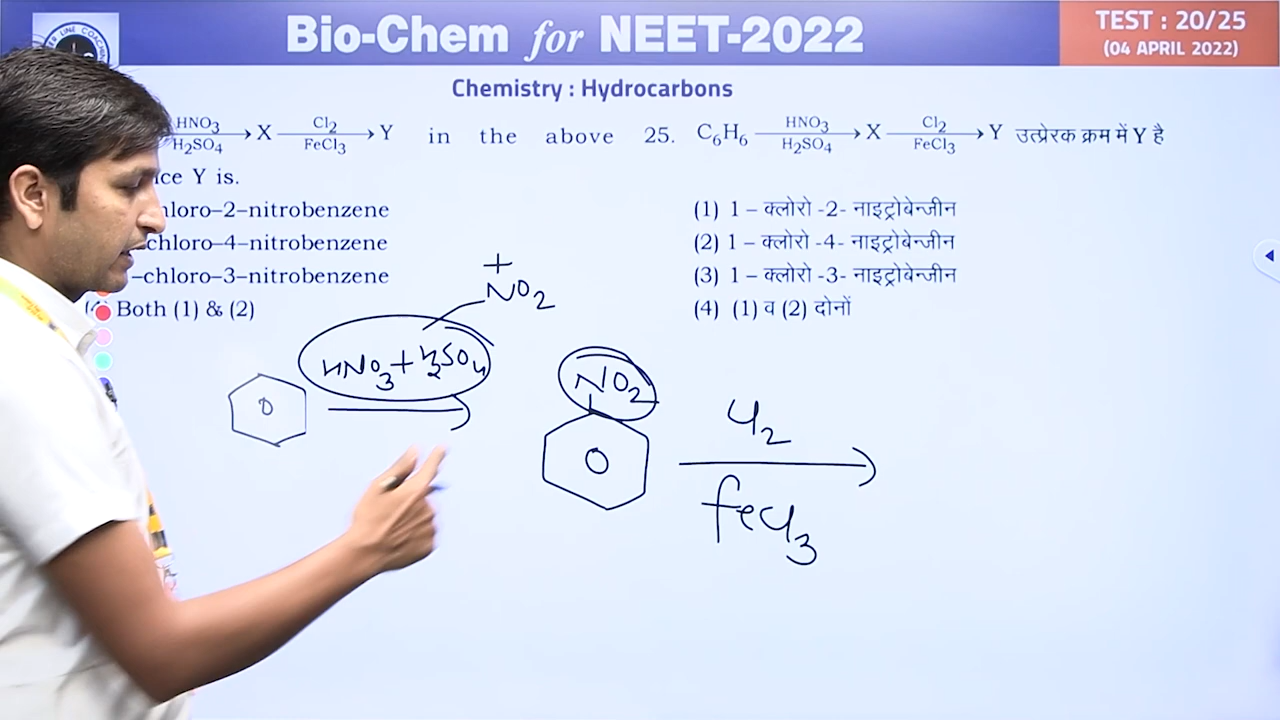 Bio-Chem for NEET-2022
TEST : 20/25
(04 APRIL 2022)
Chemistry : Hydrocarbons
HNO3 / H2SO4 → X Cl2 / FeCl3 → Y in the above
ce Y is.
hloro–2–nitrobenzene
chloro–4–nitrobenzene
–chloro–3–nitrobenzene
Both (1) & (2)
25. C6H6 HNO3 / H2SO4 → X Cl2 / FeCl3 → Y उत्प्रेरक क्रम में Y है
(1) 1 – क्लोरो -2- नाइट्रोबेन्जीन
(2) 1 – क्लोरो -4- नाइट्रोबेन्जीन
(3) 1 – क्लोरो -3- नाइट्रोबेन्जीन
(4) (1) व (2) दोनों
+
NO2
HNO3 + H2SO4
NO2
Cl2
FeCl3